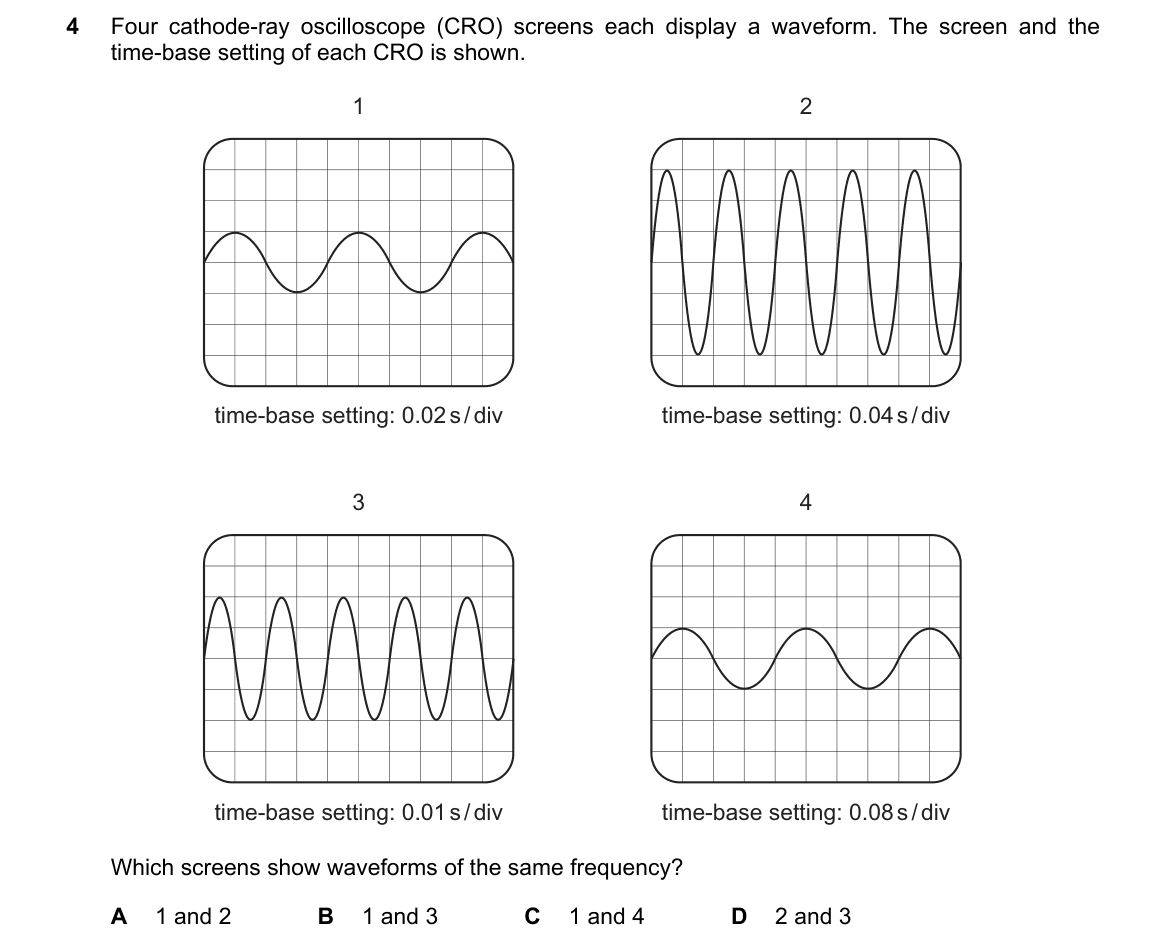 4 Four cathode-ray oscilloscope (CRO) screens each display a waveform. The screen and the
time-base setting of each CRO is shown.
1 2
time-base setting: 0.02 s / div time-base setting: 0.04 s / div
3 4
time-base setting: 0.01 s / div time-base setting: 0.08 s / div
Which screens show waveforms of the same frequency?
A 1 and 2 B 1 and 3 C 1 and 4 D 2 and 3